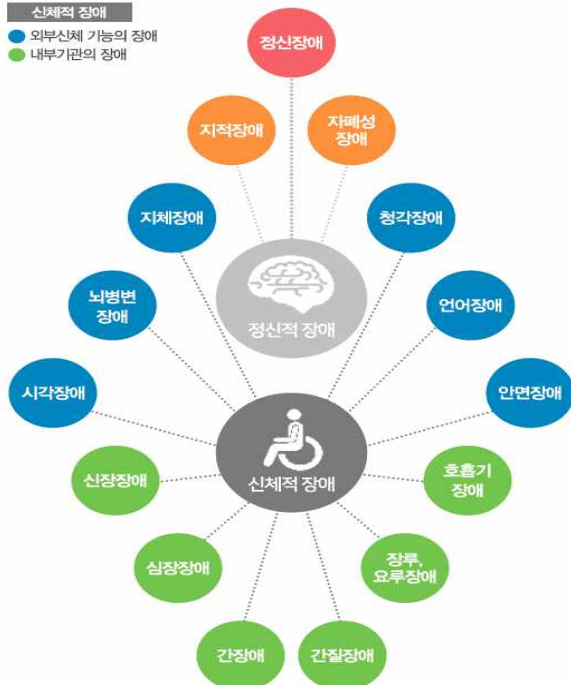 신체적 장애
외부신체 기능의 장애
내부기관의 장애
정신장애
지적장애
자폐성
장애
지체장애
청각장애
정신적 장애
뇌병변
장애
언어장애
시각장애
안면장애
신체적 장애
신장장애
호흡기
장애
심장장애
장루,
요루장애
간장애
간질장애